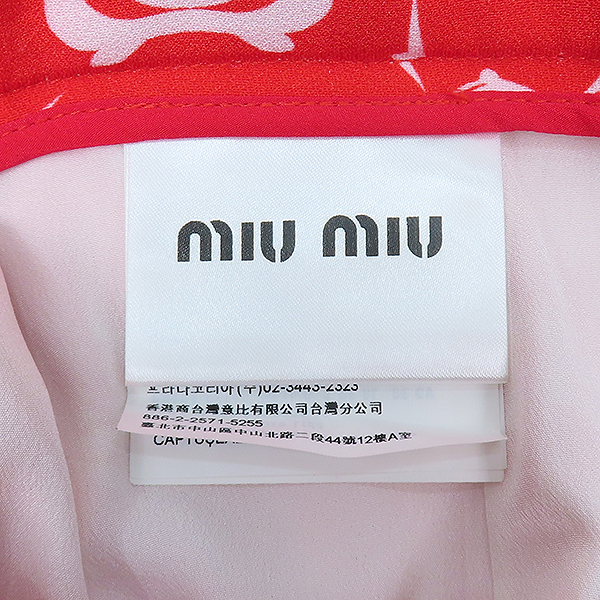 miu miu
프라다코리아(주)02-3443-2323
香港商台灣意比有限公司台灣分公司
886-2-2571-5255
臺北市中山區中山北路二段44號12樓A室